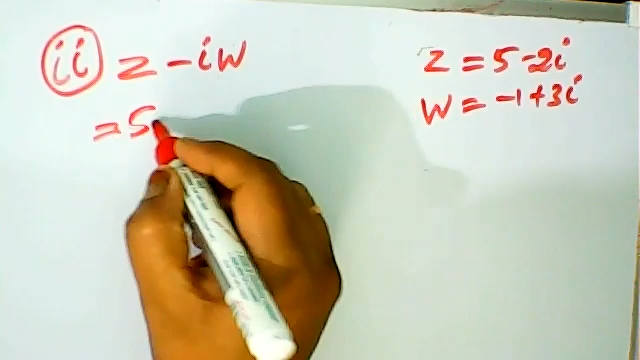 ii z - iw
= 5
z = 5 - 2i
w = -1 + 3i